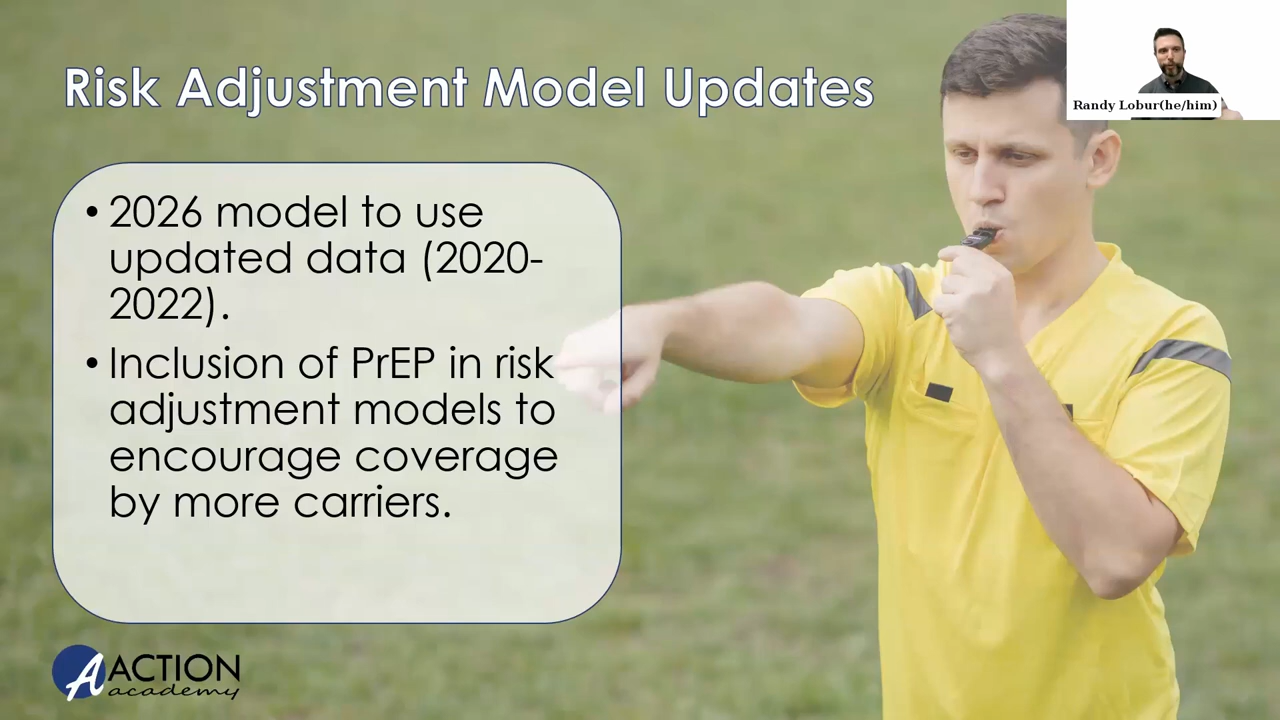 Risk Adjustment Model Updates
Randy Lobur(he/him)
• 2026 model to use
updated data (2020-
2022).
• Inclusion of PrEP in risk
adjustment models to
encourage coverage
by more carriers.
A ACTION
academy